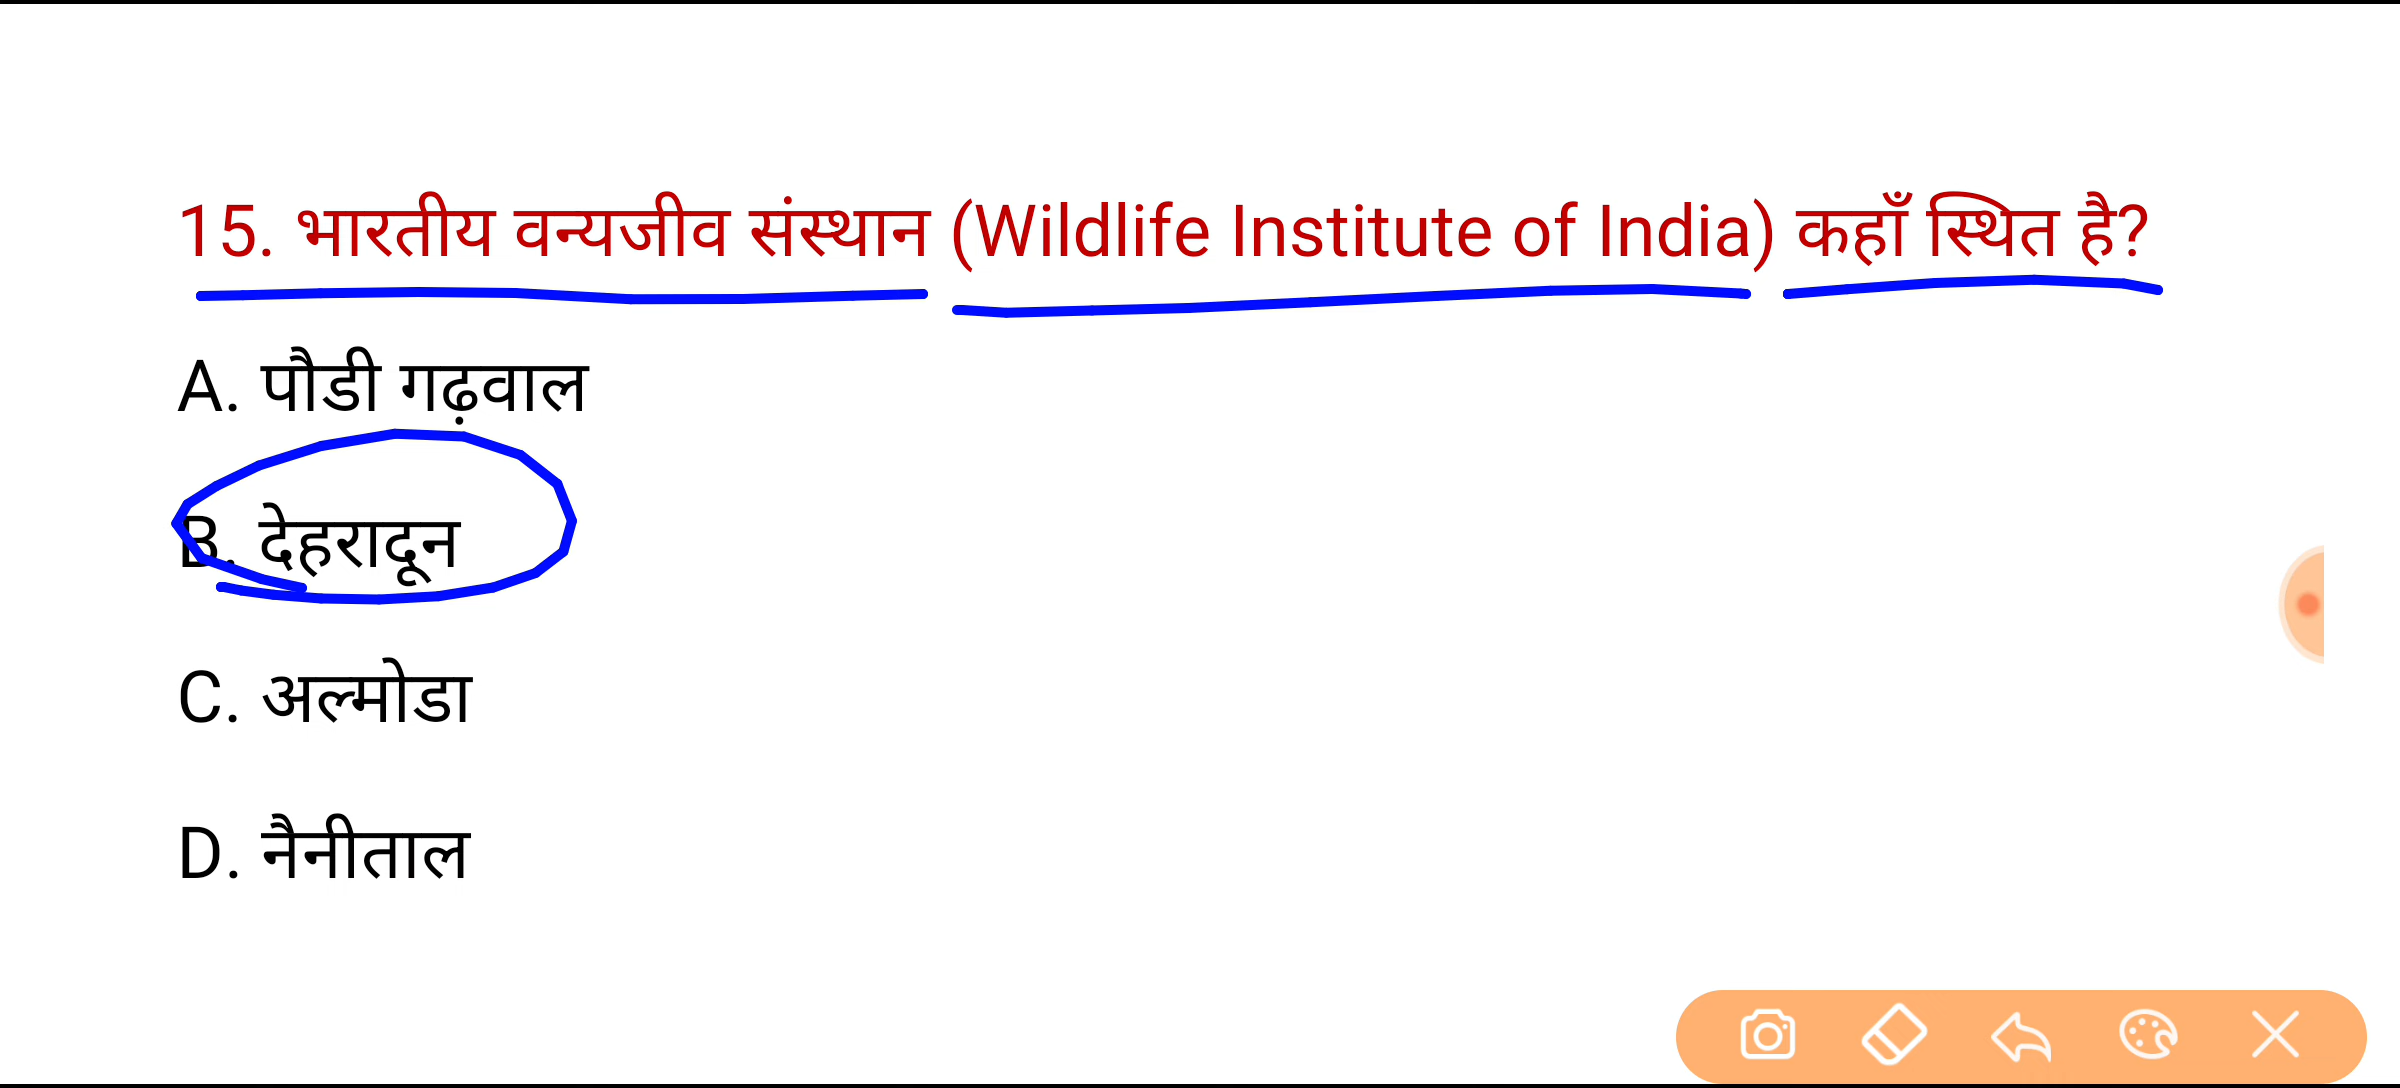 15. भारतीय वन्यजीव संस्थान (Wildlife Institute of India) कहाँ स्थित है?
A. पौडी गढ़वाल
B. देहरादून
C. अल्मोडा
D. नैनीताल